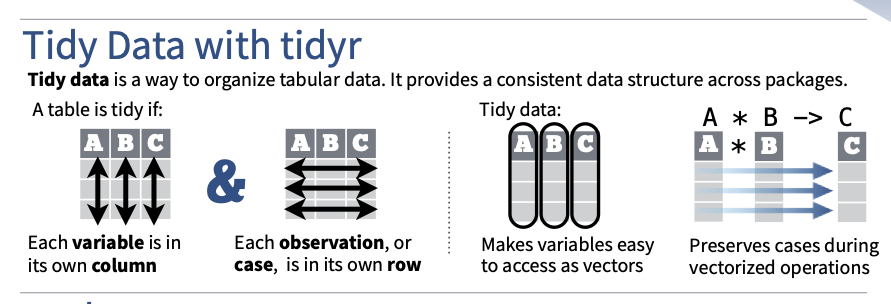 Tidy Data with tidyr
Tidy data is a way to organize tabular data. It provides a consistent data structure across packages.
A table is tidy if:
A B C
&
A B C
Each variable is in
its own column
Each observation, or
case, is in its own row
Tidy data:
A B C
Makes variables easy
to access as vectors
A * B -> C
A * B C
Preserves cases during
vectorized operations